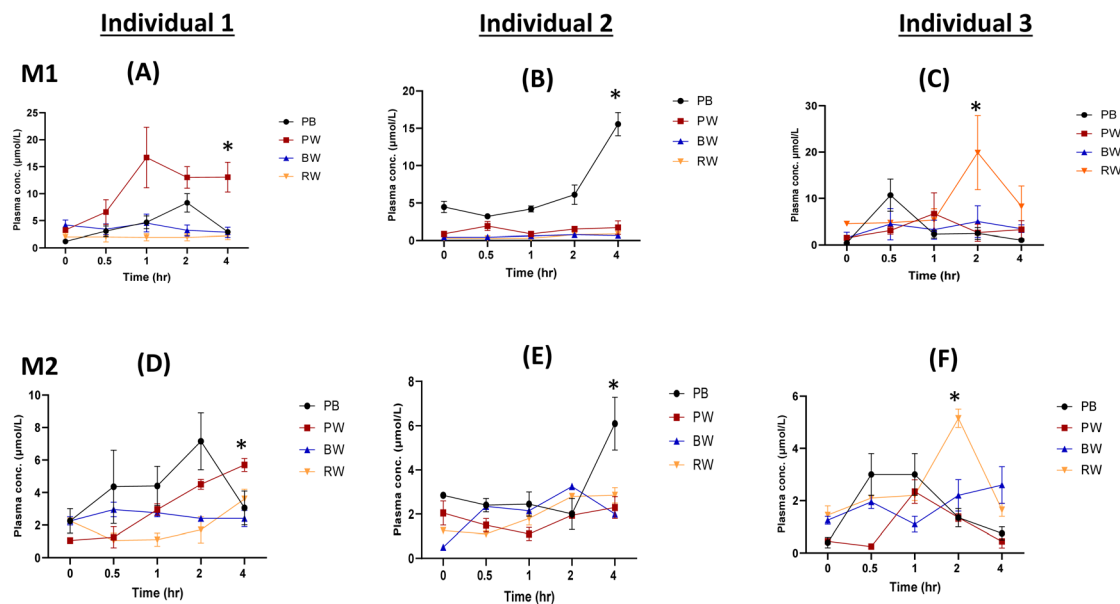 Individual 1
Individual 2
Individual 3
M1
(A)
(B)
(C)
25
20
15
10
5
0
Plasma conc. (µmol/L)
0 0.5 1 2 4
Time (hr)
*
PB
PW
BW
RW
20
15
10
5
0
Plasma conc. (µmol/L)
0 0.5 1 2 4
Time (hr)
*
PB
PW
BW
RW
30
20
10
0
Plasma conc. (µmol/L
0 0.5 1 2 4
Time (hr)
*
PB
PW
BW
RW
M2
(D)
(E)
(F)
10
8
6
4
2
0
Plasma conc. (µmol/L)
0 0.5 1 2 4
Time (hr)
*
PB
PW
BW
RW
8
6
4
2
0
Plasma conc. (µmol/L)
0 0.5 1 2 4
Time (hr)
*
PB
PW
BW
RW
6
4
2
0
Plasma conc. (µmol/L)
0 0.5 1 2 4
Time (hr)
*
PB
PW
BW
RW